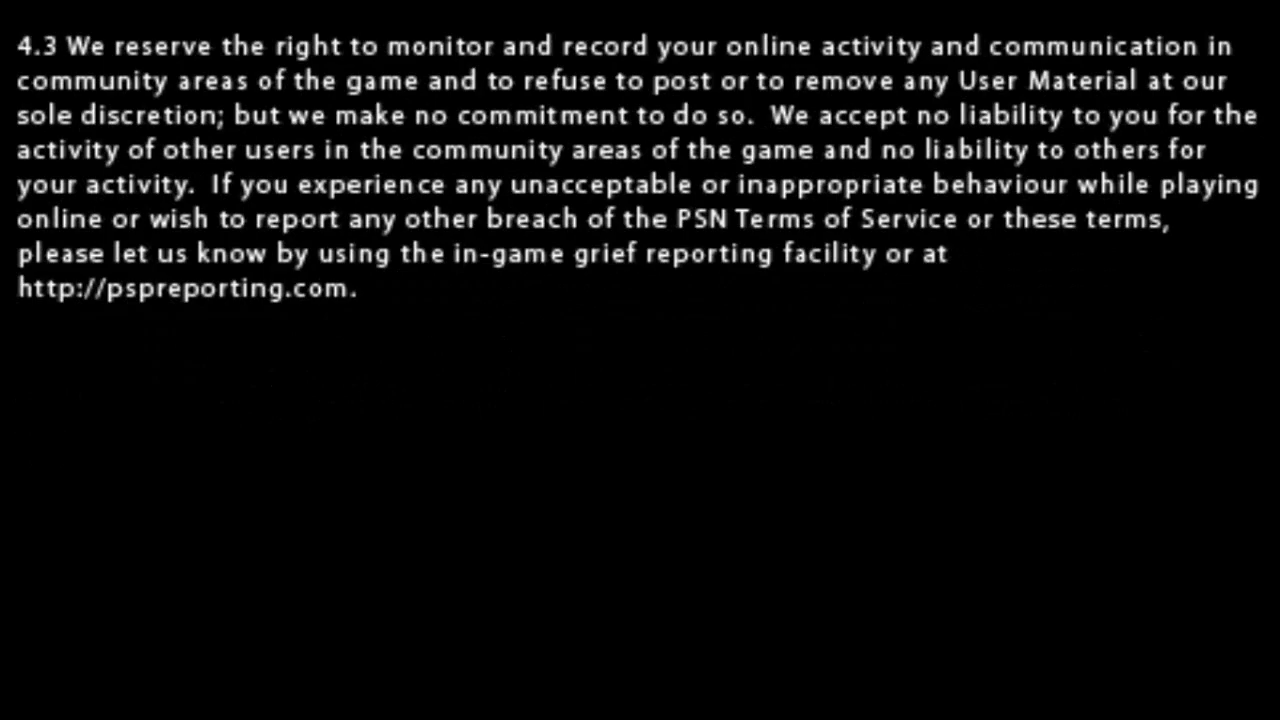 4.3 We reserve the right to monitor and record your online activity and communication in
community areas of the game and to refuse to post or to remove any User Material at our
sole discretion; but we make no commitment to do so.  We accept no liability to you for the
activity of other users in the community areas of the game and no liability to others for
your activity.  If you experience any unacceptable or inappropriate behaviour while playing
online or wish to report any other breach of the PSN Terms of Service or these terms,
please let us know by using the in-game grief reporting facility or at
http://pspreporting.com.